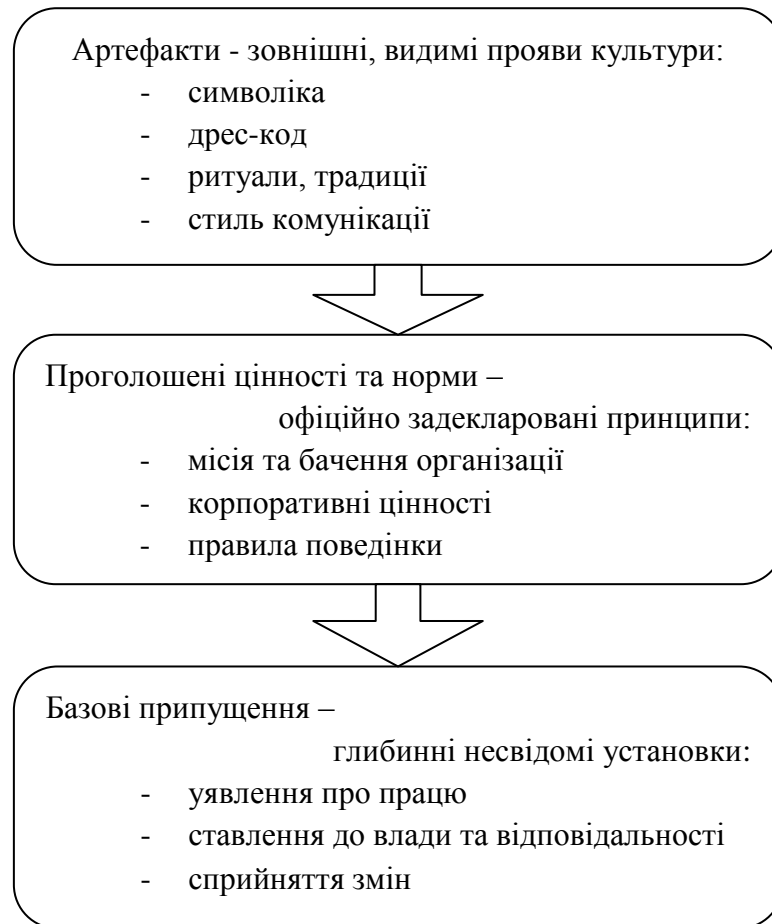 Артефакти - зовнішні, видимі прояви культури:
- символіка
- дрес-код
- ритуали, традиції
- стиль комунікації
Проголошені цінності та норми –
офіційно задекларовані принципи:
- місія та бачення організації
- корпоративні цінності
- правила поведінки
Базові припущення –
глибинні несвідомі установки:
- уявлення про працю
- ставлення до влади та відповідальності
- сприйняття змін